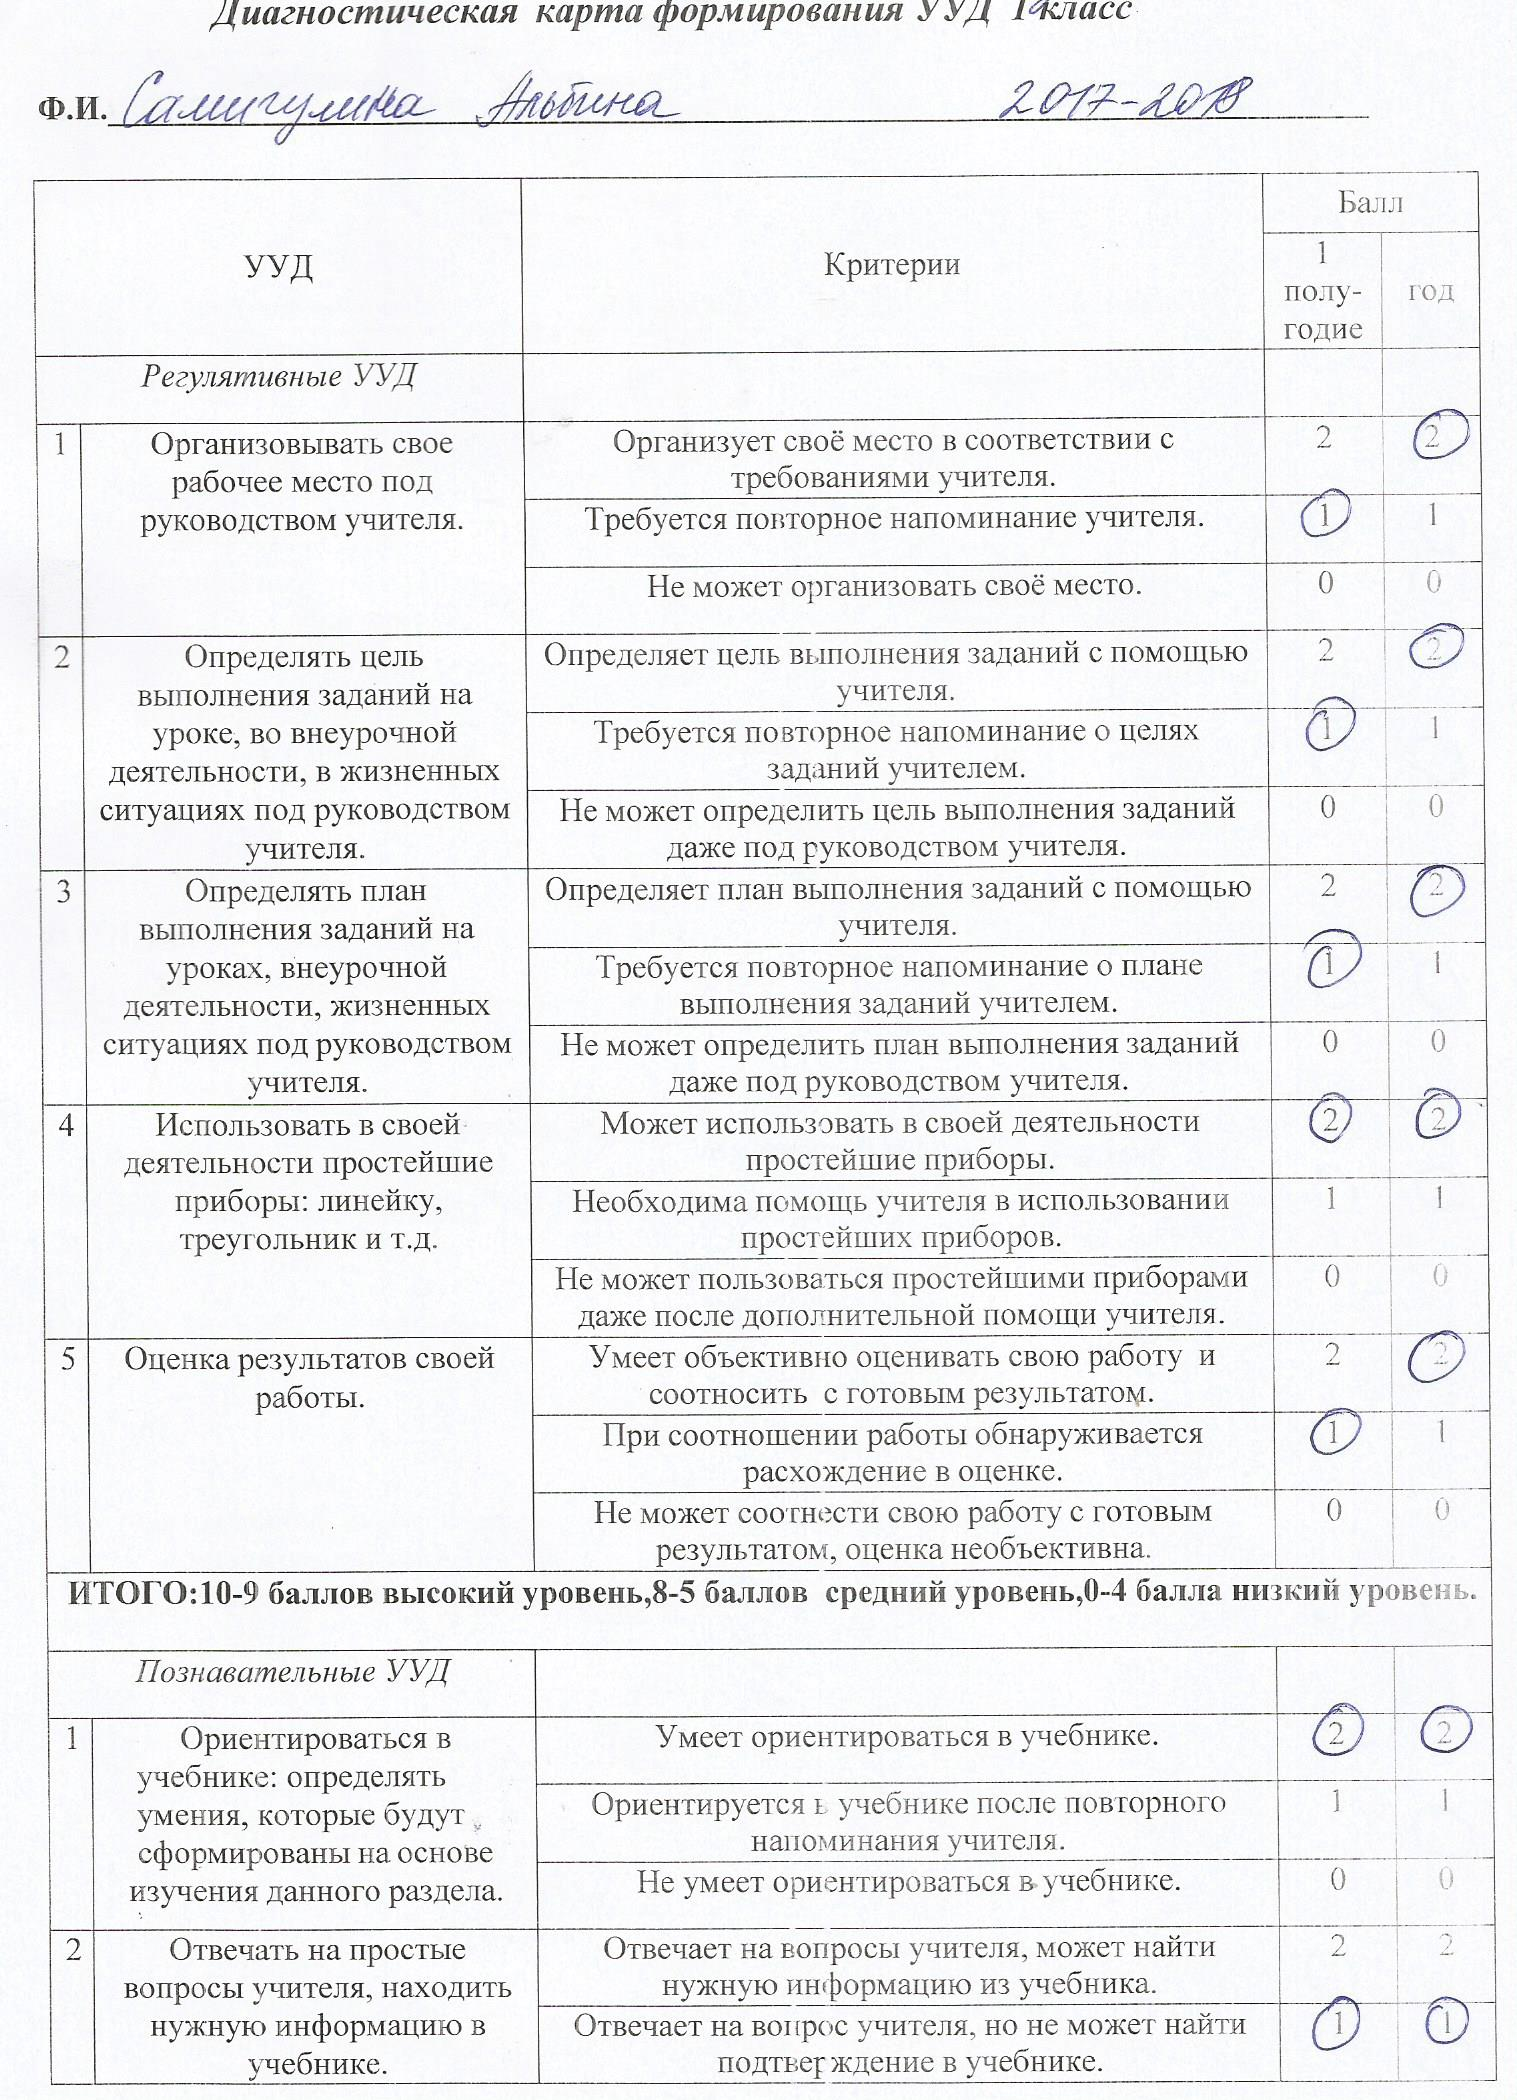 Диагностическая карта формирования УУД 1 класс
Ф.И. Самигулина Альбина 2017-2018
УУД
Критерии
Балл
1
полу-
годие
год
Регулятивные УУД
1
Организовывать свое
рабочее место под
руководством учителя.
Организует своё место в соответствии с
требованиями учителя.
2
2
Требуется повторное напоминание учителя.
1
1
Не может организовать своё место.
0
0
2
Определять цель
выполнения заданий на
уроке, во внеурочной
деятельности, в жизненных
ситуациях под руководством
учителя.
Определяет цель выполнения заданий с помощью
учителя.
2
2
Требуется повторное напоминание о целях
заданий учителем.
1
1
Не может определить цель выполнения заданий
даже под руководством учителя.
0
0
3
Определять план
выполнения заданий на
уроках, внеурочной
деятельности, жизненных
ситуациях под руководством
учителя.
Определяет план выполнения заданий с помощью
учителя.
2
2
Требуется повторное напоминание о плане
выполнения заданий учителем.
1
1
Не может определить план выполнения заданий
даже под руководством учителя.
0
0
4
Использовать в своей
деятельности простейшие
приборы: линейку,
треугольник и т.д.
Может использовать в своей деятельности
простейшие приборы.
2
2
Необходима помощь учителя в использовании
простейших приборов.
1
1
Не может пользоваться простейшими приборами
даже после дополнительной помощи учителя.
0
0
5
Оценка результатов своей
работы.
Умеет объективно оценивать свою работу и
соотносить с готовым результатом.
2
2
При соотношении работы обнаруживается
расхождение в оценке.
1
1
Не может соотнести свою работу с готовым
результатом, оценка необъективна.
0
0
ИТОГО:10-9 баллов высокий уровень,8-5 баллов средний уровень,0-4 балла низкий уровень.
Познавательные УУД
1
Ориентироваться в
учебнике: определять
умения, которые будут
сформированы на основе
изучения данного раздела.
Умеет ориентироваться в учебнике.
2
2
Ориентируется в учебнике после повторного
напоминания учителя.
1
1
Не умеет ориентироваться в учебнике.
0
0
2
Отвечать на простые
вопросы учителя, находить
нужную информацию в
учебнике.
Отвечает на вопросы учителя, может найти
нужную информацию из учебника.
2
2
Отвечает на вопрос учителя, но не может найти
подтверждение в учебнике.
1
1